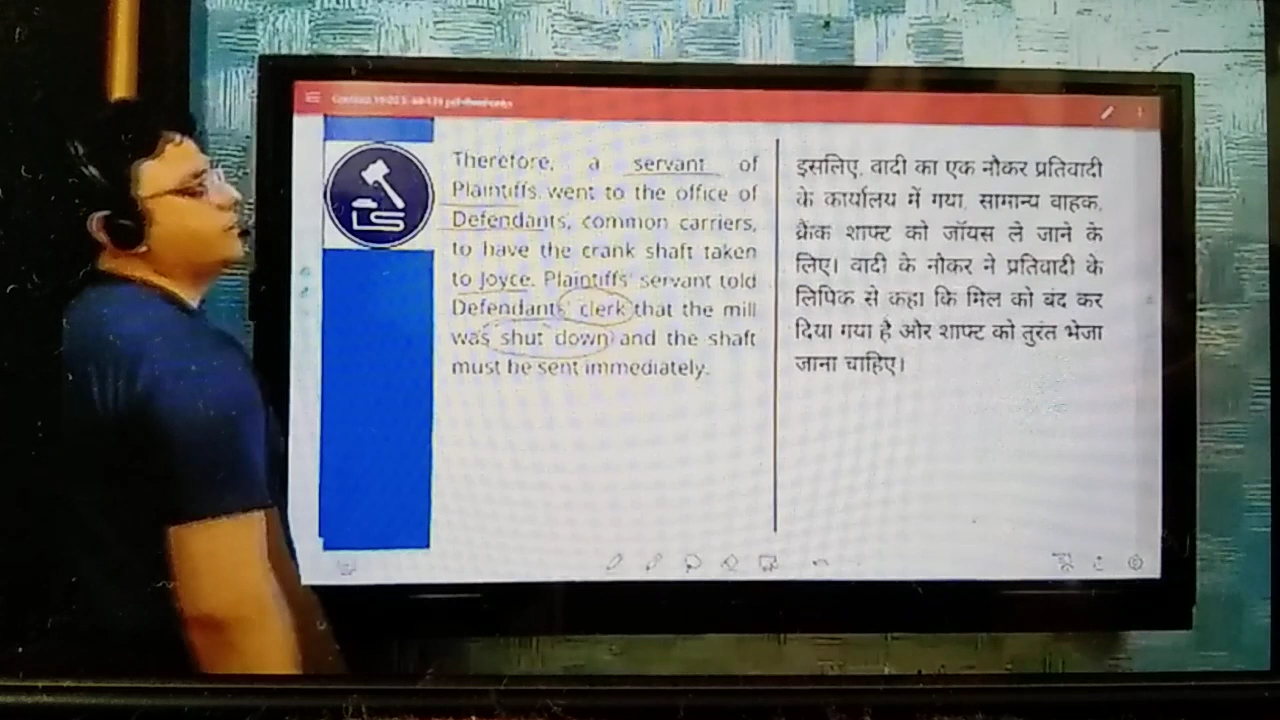 LS
Therefore, a servant of
Plaintiffs went to the office of
Defendants, common carriers,
to have the crank shaft taken
to Joyce. Plaintiffs' servant told
Defendants' clerk that the mill
was shut down and the shaft
must be sent immediately.
इसलिए, वादी का एक नौकर प्रतिवादी
के कार्यालय में गया, सामान्य वाहक,
क्रैंक शाफ्ट को जॉयस ले जाने के
लिए। वादी के नौकर ने प्रतिवादी के
लिपिक से कहा कि मिल को बंद कर
दिया गया है और शाफ्ट को तुरंत भेजा
जाना चाहिए।